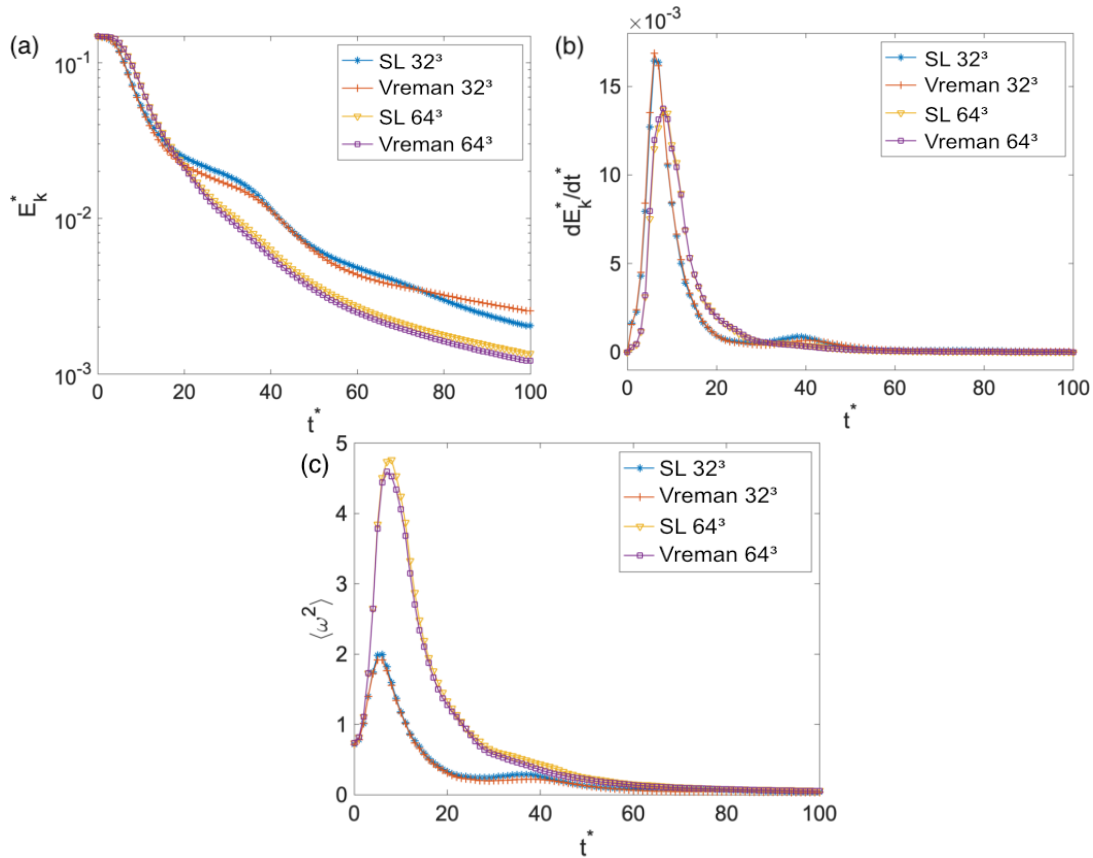 (a)
10⁻¹
10⁻²
10⁻³
E*ₖ
0 20 40 60 80 100
t*
SL 32³
Vreman 32³
SL 64³
Vreman 64³
(b)
×10⁻³
15
10
5
0
dE*ₖ/dt*
0 20 40 60 80 100
t*
SL 32³
Vreman 32³
SL 64³
Vreman 64³
(c)
5
4
3
2
1
0
⟨ω²⟩
0 20 40 60 80 100
t*
SL 32³
Vreman 32³
SL 64³
Vreman 64³